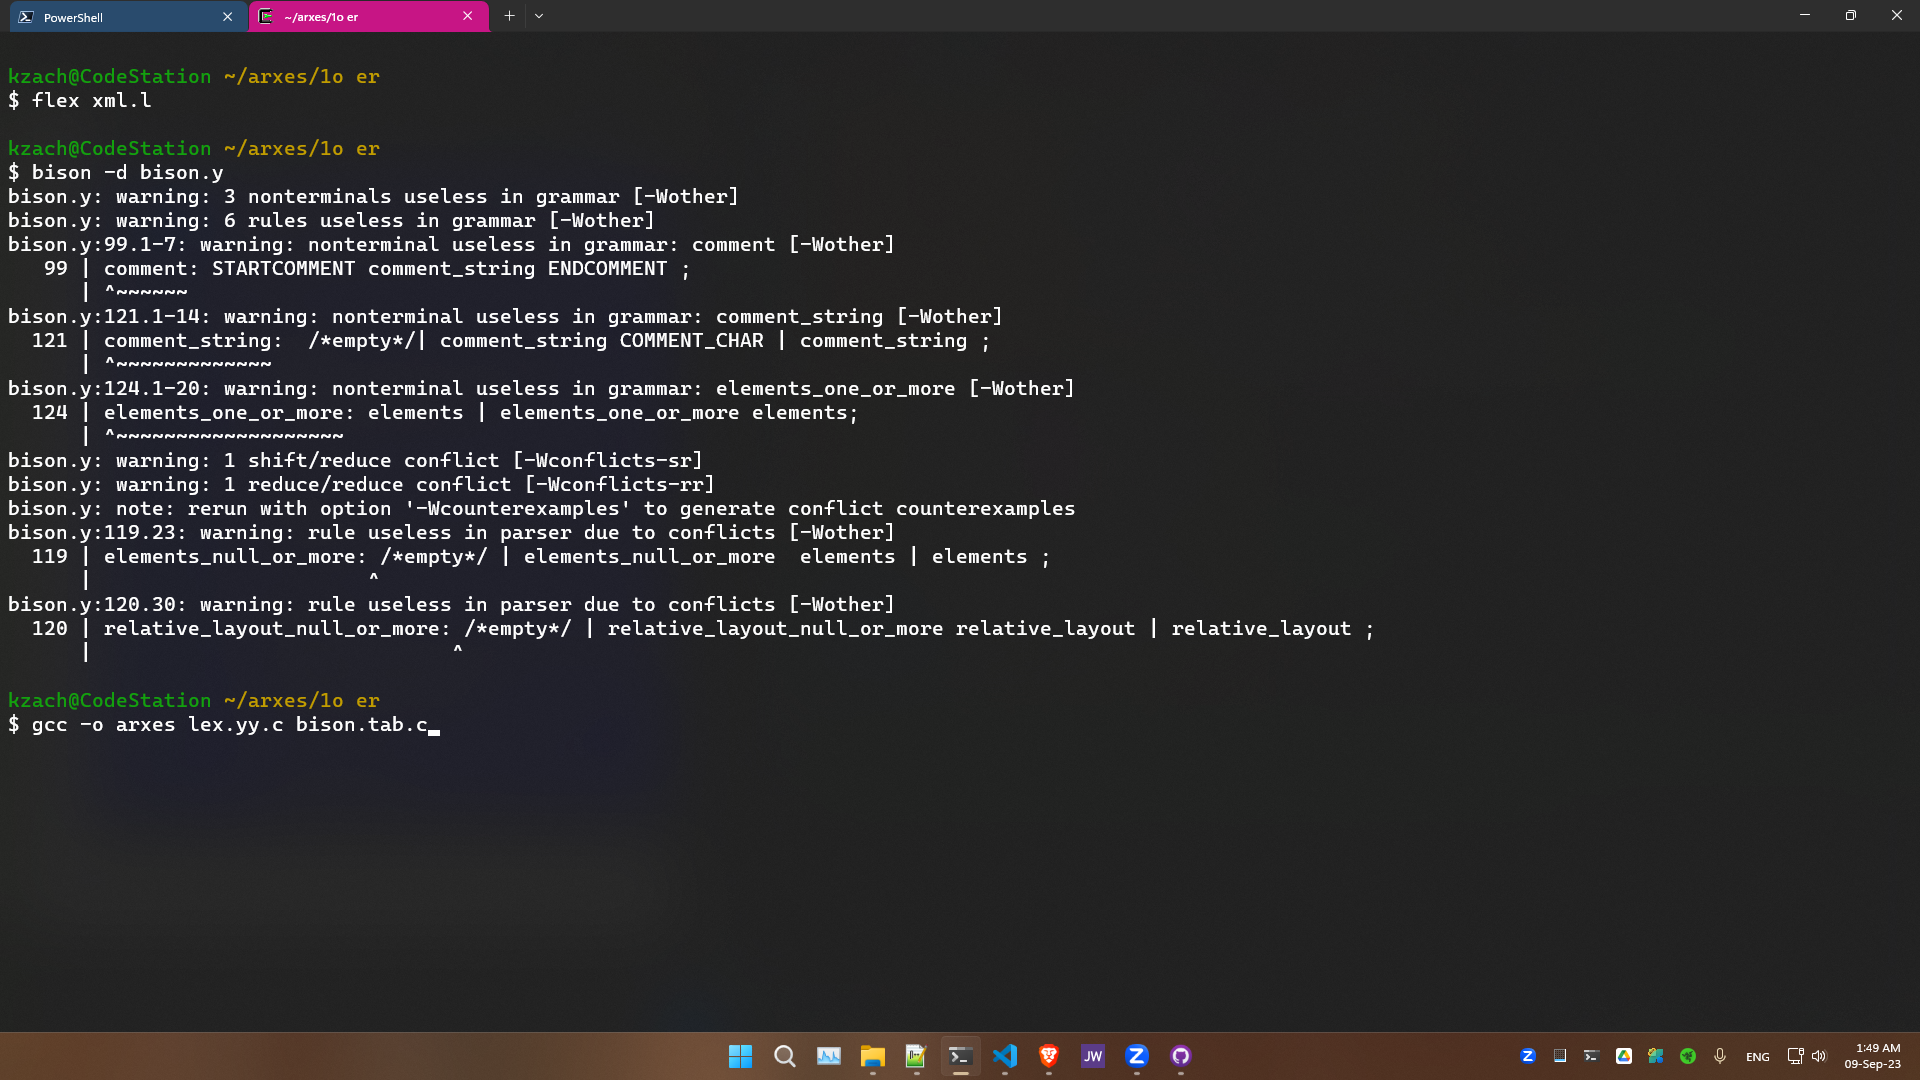 PowerShell
~/arxes/1o er
kzach@CodeStation ~/arxes/1o er
$ flex xml.l
kzach@CodeStation ~/arxes/1o er
$ bison -d bison.y
bison.y: warning: 3 nonterminals useless in grammar [-Wother]
bison.y: warning: 6 rules useless in grammar [-Wother]
bison.y:99.1-7: warning: nonterminal useless in grammar: comment [-Wother]
   99 | comment: STARTCOMMENT comment_string ENDCOMMENT ;
      | ^~~~~~~
bison.y:121.1-14: warning: nonterminal useless in grammar: comment_string [-Wother]
  121 | comment_string:  /*empty*/| comment_string COMMENT_CHAR | comment_string ;
      | ^~~~~~~~~~~~~~
bison.y:124.1-20: warning: nonterminal useless in grammar: elements_one_or_more [-Wother]
  124 | elements_one_or_more: elements | elements_one_or_more elements;
      | ^~~~~~~~~~~~~~~~~~~~
bison.y: warning: 1 shift/reduce conflict [-Wconflicts-sr]
bison.y: warning: 1 reduce/reduce conflict [-Wconflicts-rr]
bison.y: note: rerun with option '-Wcounterexamples' to generate conflict counterexamples
bison.y:119.23: warning: rule useless in parser due to conflicts [-Wother]
  119 | elements_null_or_more: /*empty*/ | elements_null_or_more  elements | elements ;
      |                       ^
bison.y:120.30: warning: rule useless in parser due to conflicts [-Wother]
  120 | relative_layout_null_or_more: /*empty*/ | relative_layout_null_or_more relative_layout | relative_layout ;
      |                              ^
kzach@CodeStation ~/arxes/1o er
$ gcc -o arxes lex.yy.c bison.tab.c
JW
Z
Z
ENG
1:49 AM
09-Sep-23